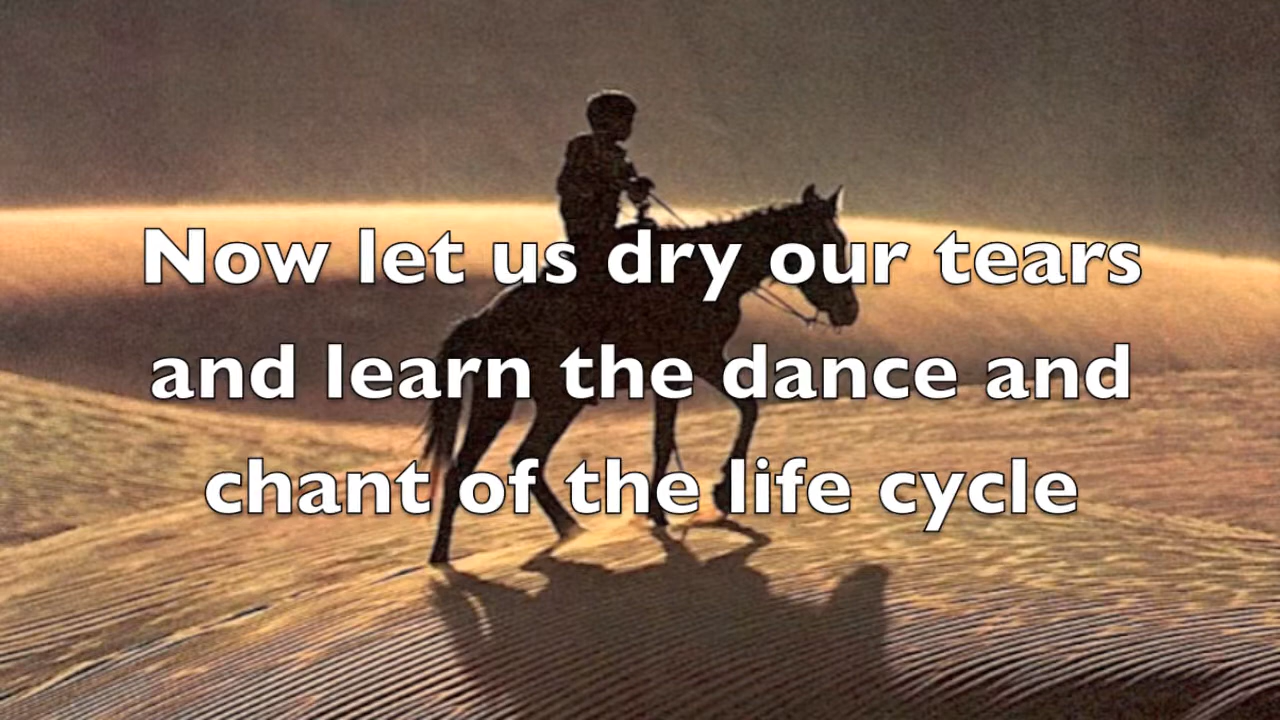 Now let us dry our tears
and learn the dance and
chant of the life cycle